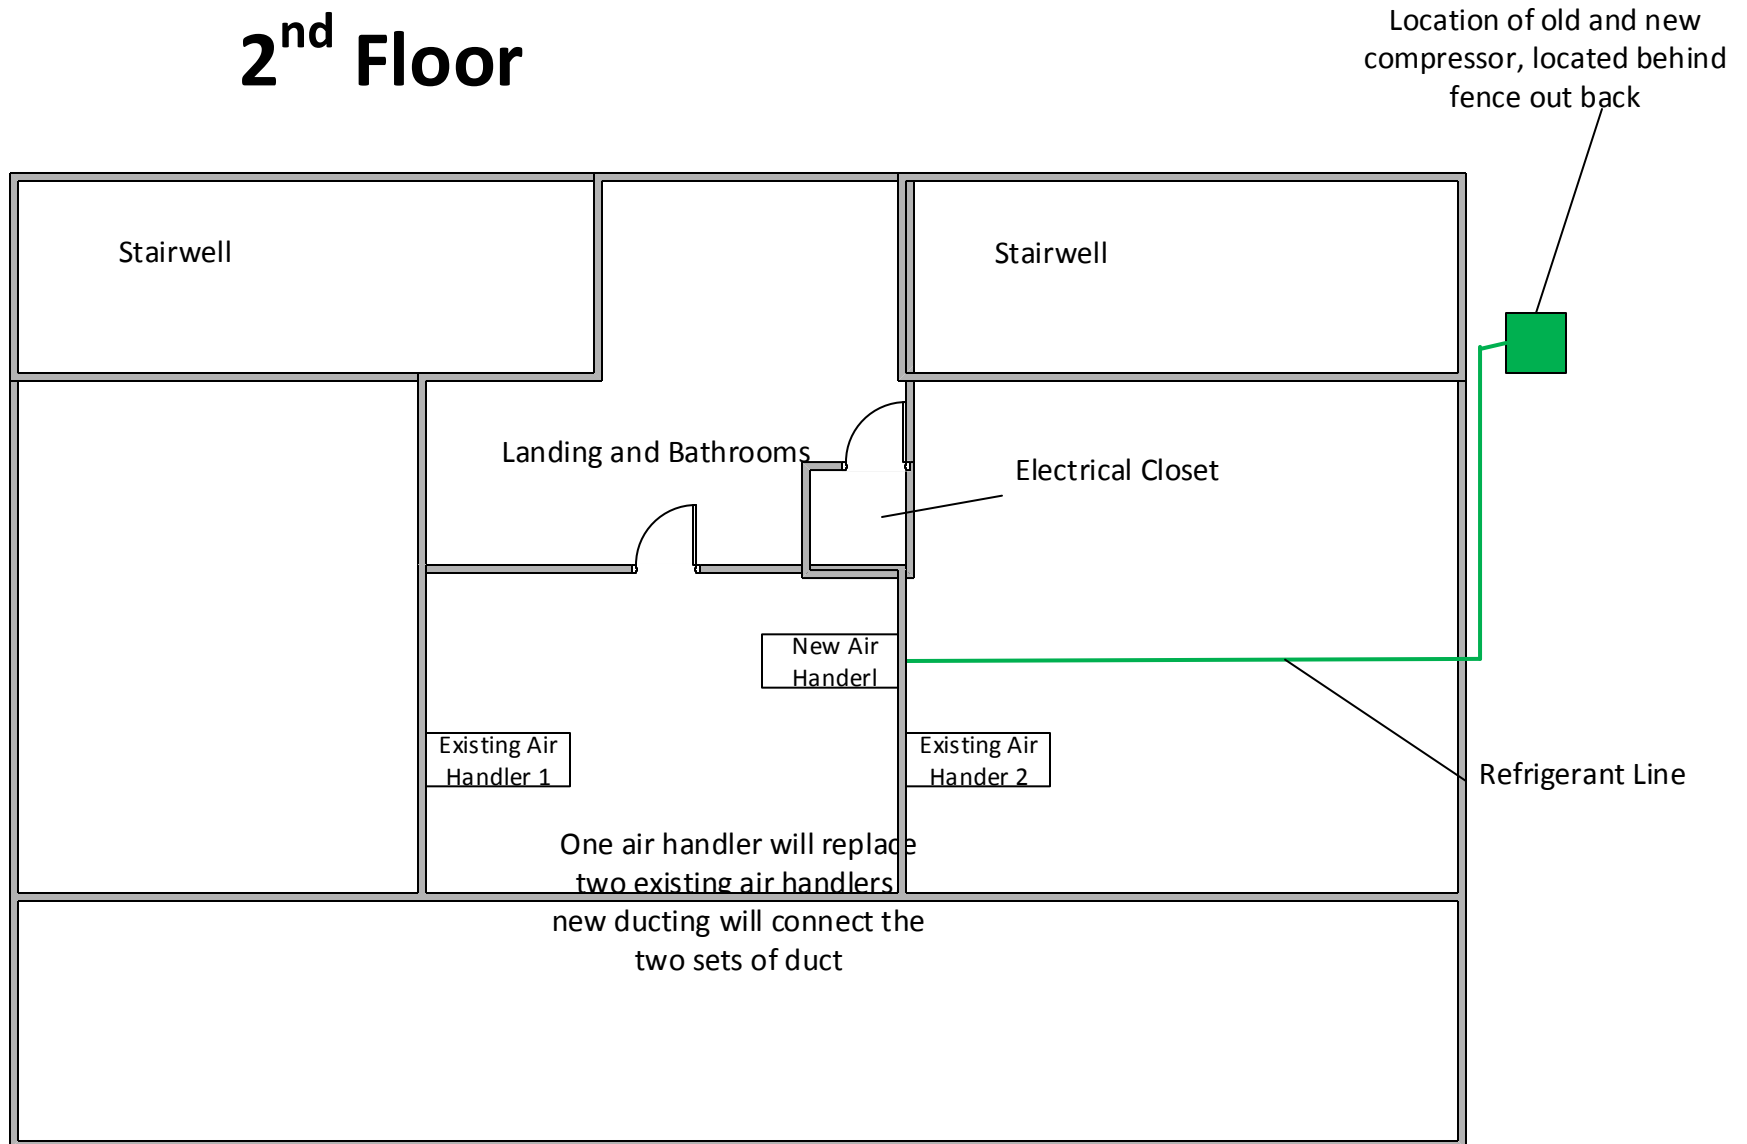 2nd Floor
Location of old and new
compressor, located behind
fence out back
Stairwell
Stairwell
Landing and Bathrooms
Electrical Closet
New Air
Handerl
Existing Air
Handler 1
Existing Air
Hander 2
Refrigerant Line
One air handler will replace
two existing air handlers
new ducting will connect the
two sets of duct